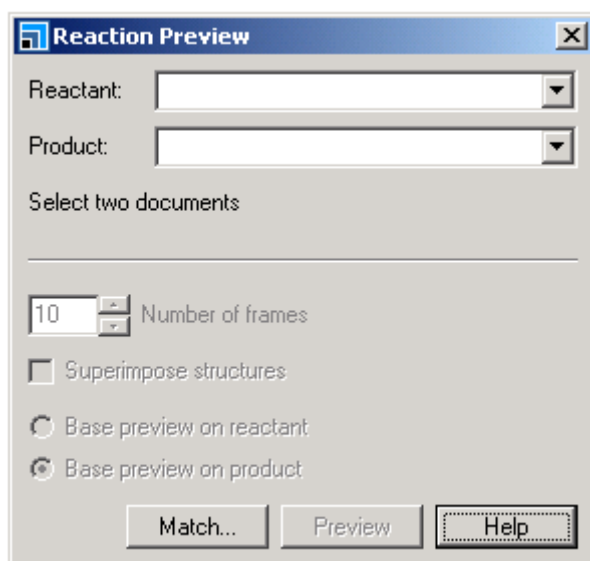 Reaction Preview
Reactant:
Product:
Select two documents
10 Number of frames
Superimpose structures
Base preview on reactant
Base preview on product
Match... Preview Help